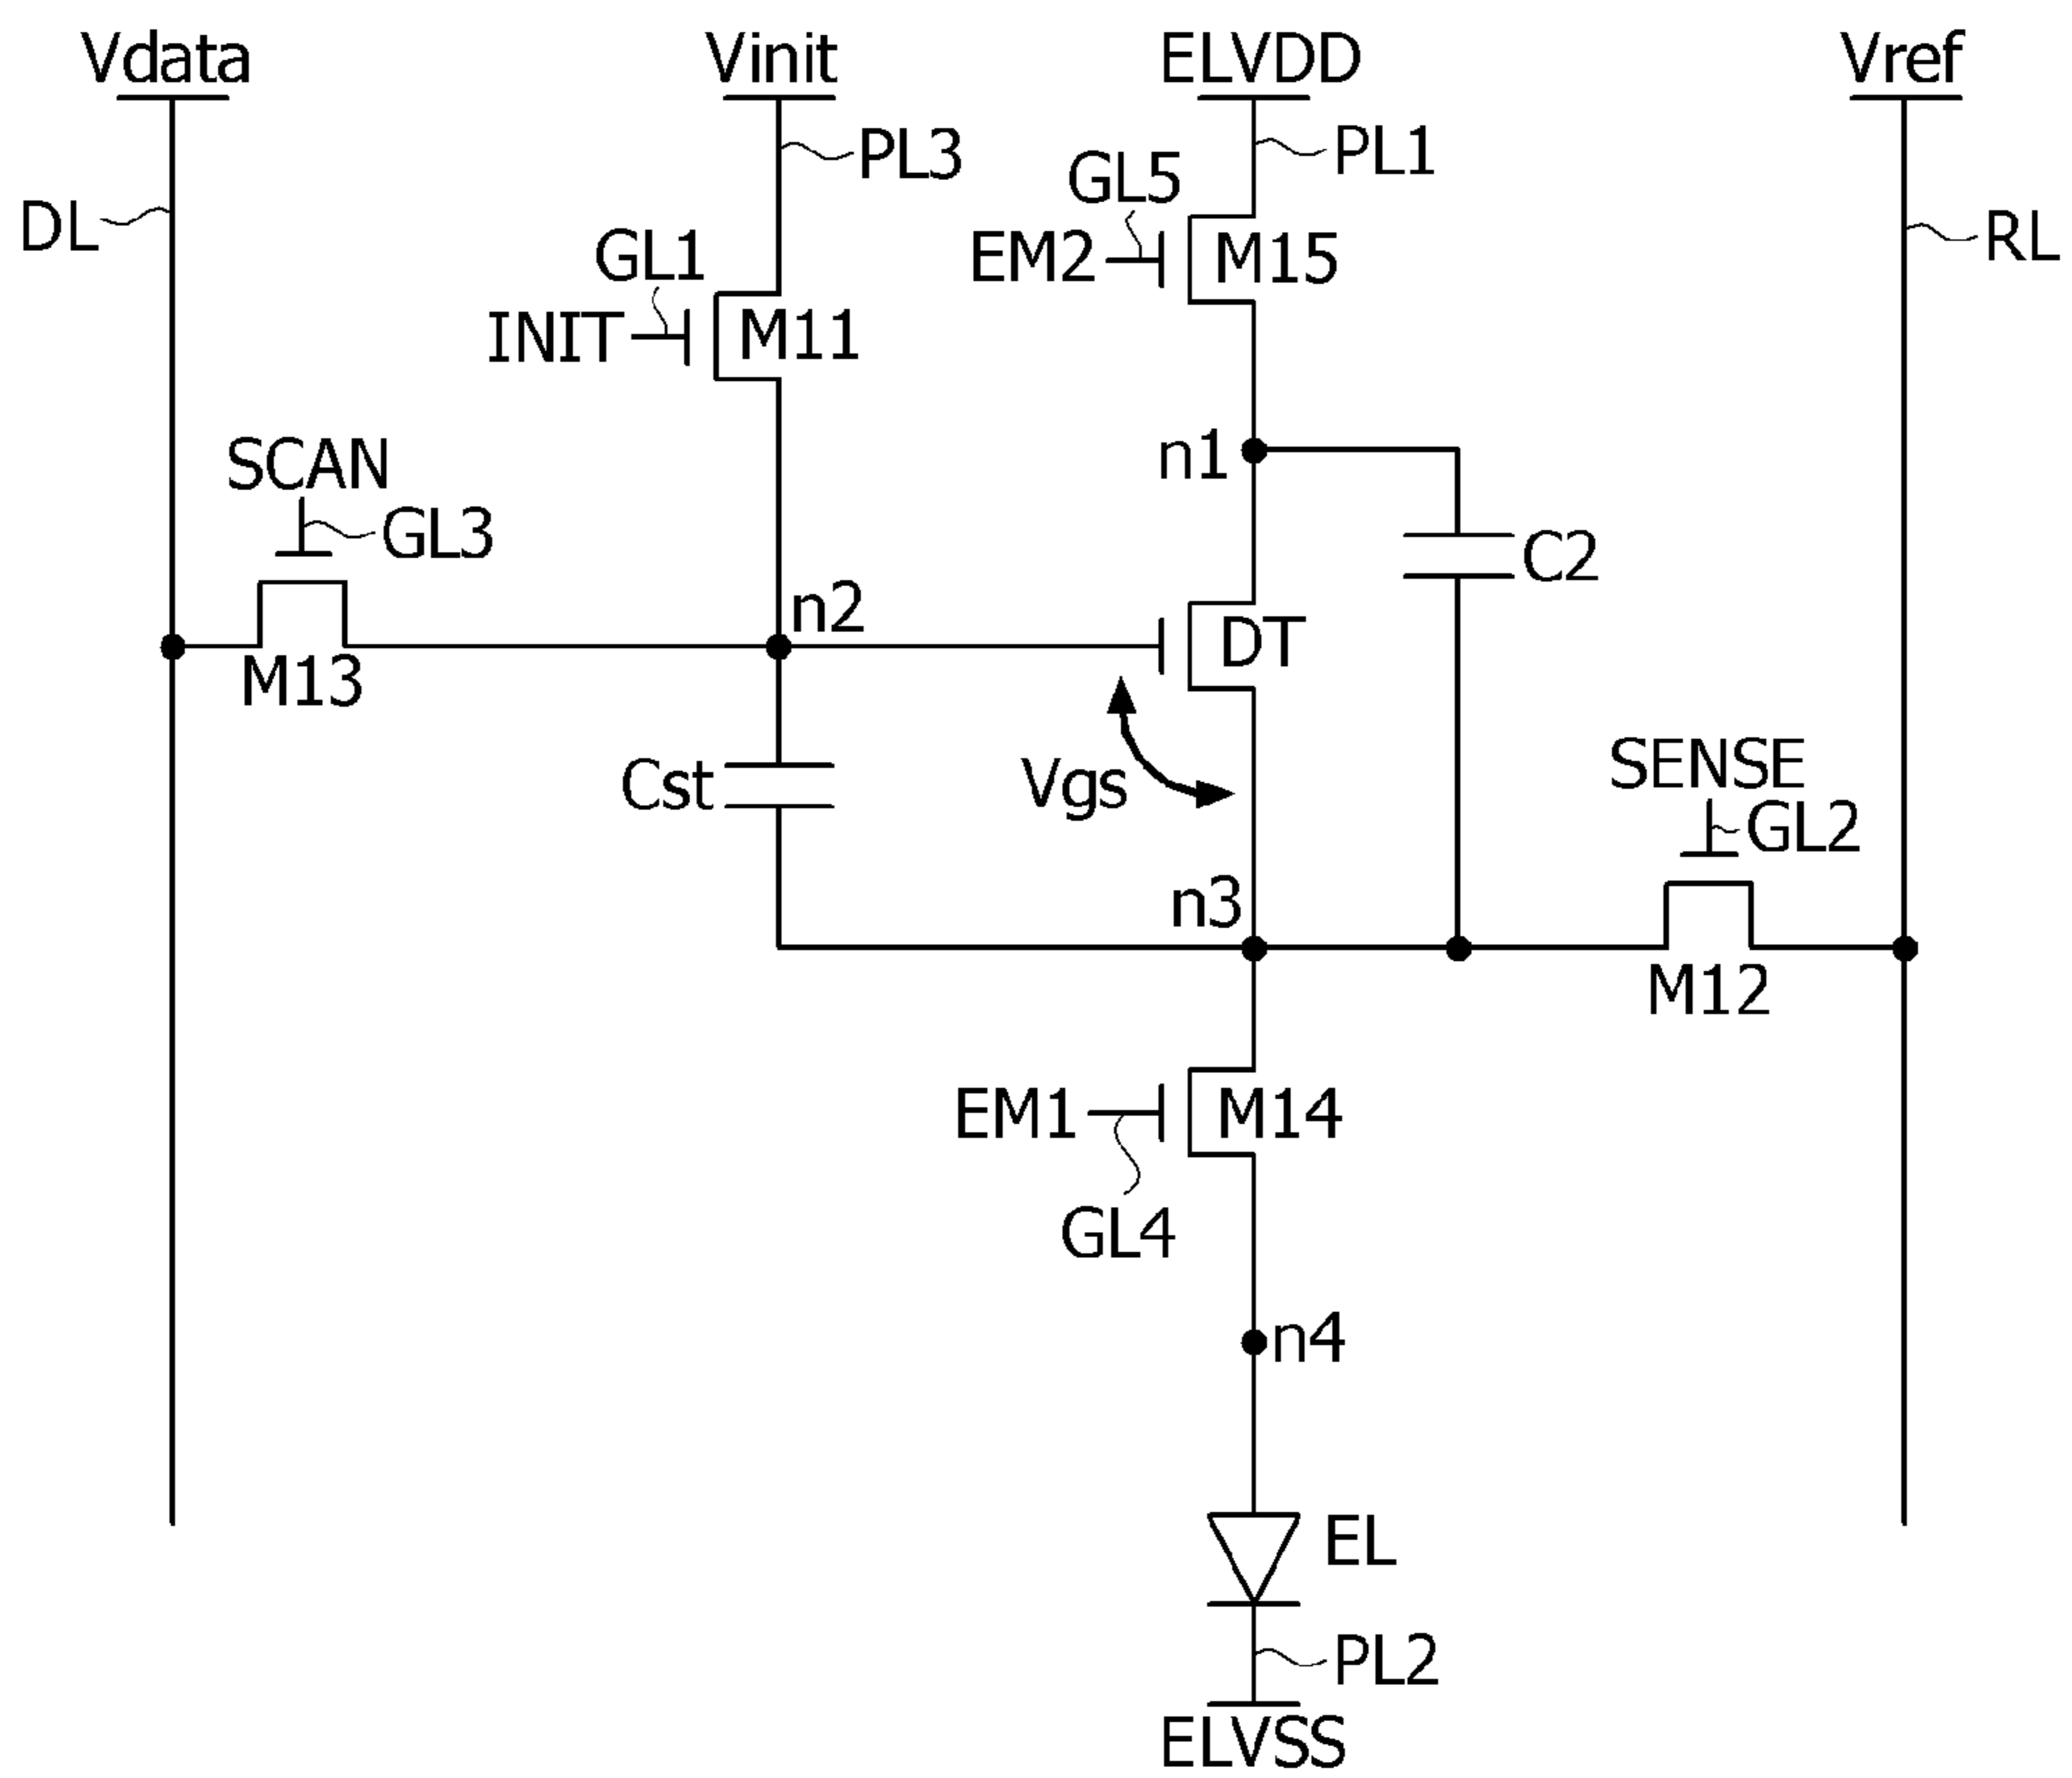 Vdata
Vinit
ELVDD
Vref
PL3
PL1
GL5
DL
GL1
EM2
M15
RL
INIT
M11
SCAN
n1
GL3
C2
n2
DT
M13
Cst
Vgs
SENSE
GL2
n3
M12
EM1
M14
GL4
n4
EL
PL2
ELVSS